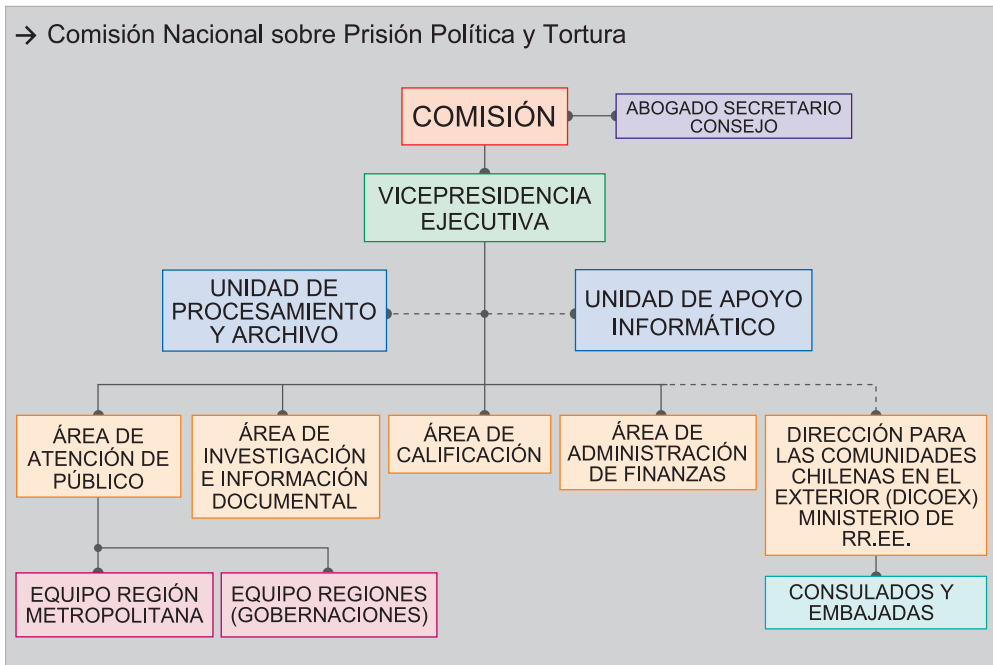 → Comisión Nacional sobre Prisión Política y Tortura
COMISIÓN
ABOGADO SECRETARIO
CONSEJO
VICEPRESIDENCIA
EJECUTIVA
UNIDAD DE
PROCESAMIENTO
Y ARCHIVO
UNIDAD DE APOYO
INFORMÁTICO
ÁREA DE
ATENCIÓN DE
PÚBLICO
ÁREA DE
INVESTIGACIÓN
E INFORMACIÓN
DOCUMENTAL
ÁREA DE
CALIFICACIÓN
ÁREA DE
ADMINISTRACIÓN
DE FINANZAS
DIRECCIÓN PARA
LAS COMUNIDADES
CHILENAS EN EL
EXTERIOR (DICOEX)
MINISTERIO DE
RR.EE.
EQUIPO REGIÓN
METROPOLITANA
EQUIPO REGIONES
(GOBERNACIONES)
CONSULADOS Y
EMBAJADAS